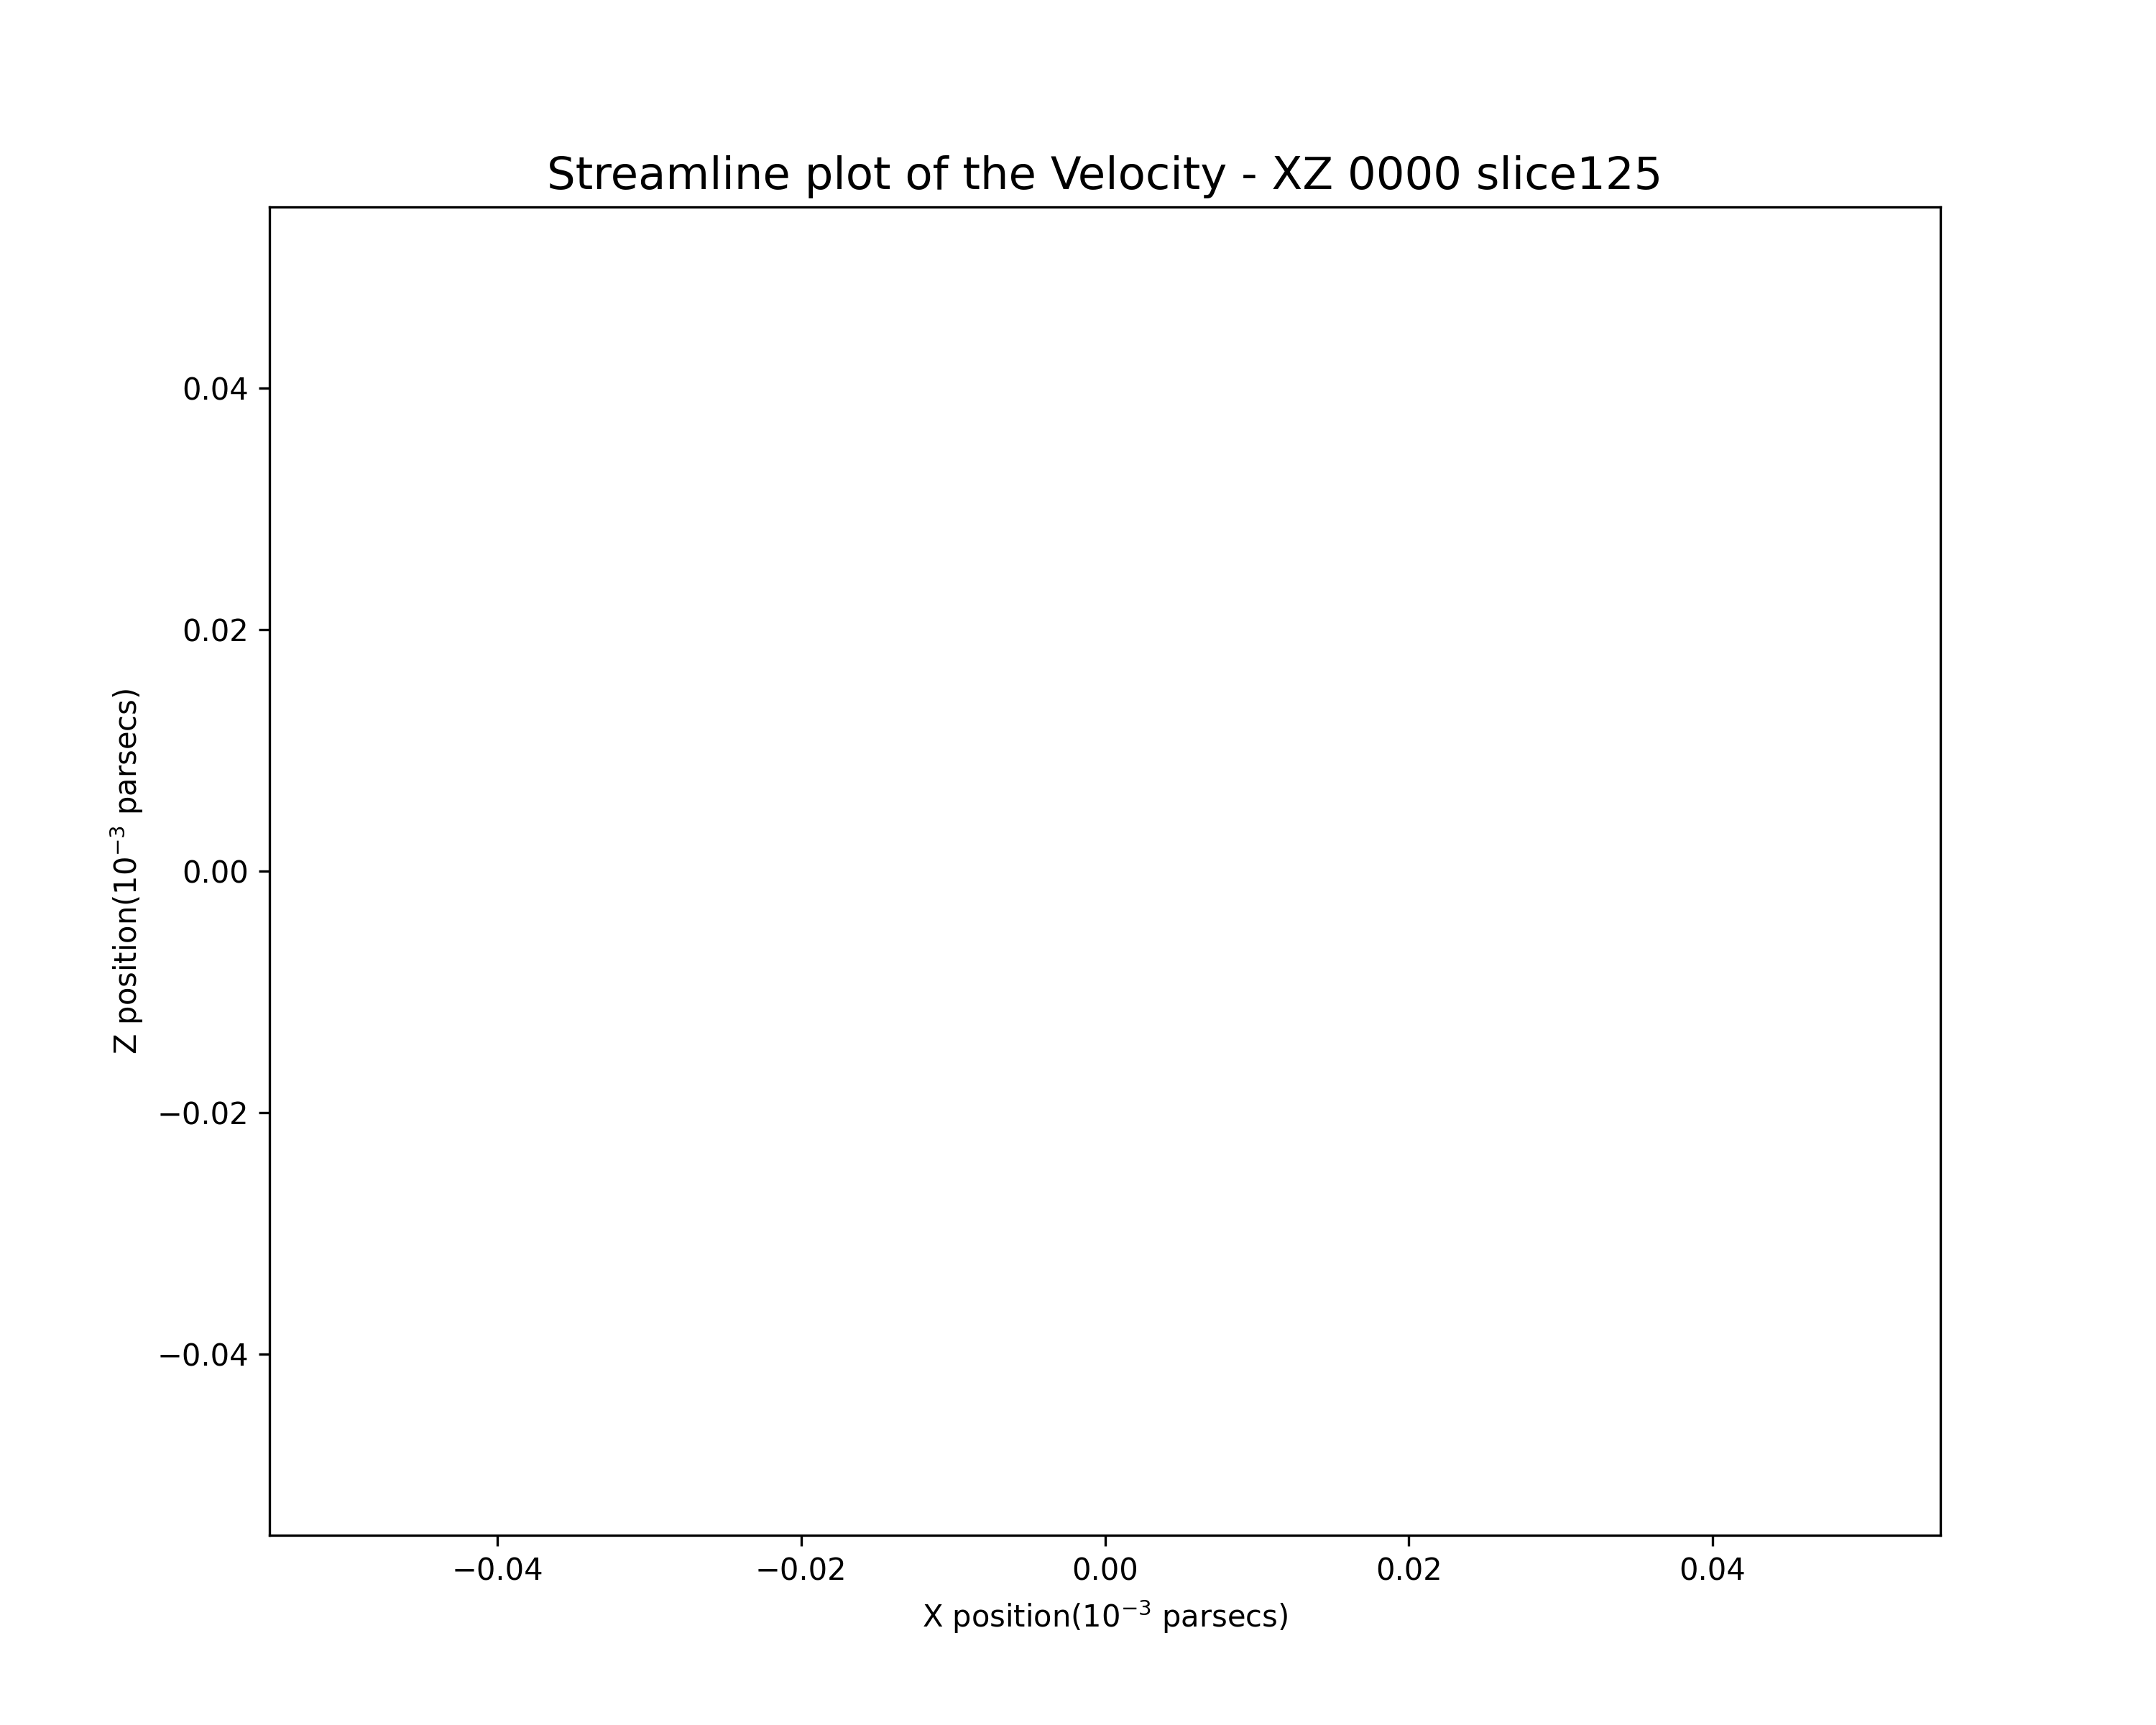 Streamline plot of the Velocity - XZ 0000 slice125
0.04
0.02
0.00
−0.02
−0.04
Z position(10⁻³ parsecs)
−0.04 −0.02 0.00 0.02 0.04
X position(10⁻³ parsecs)